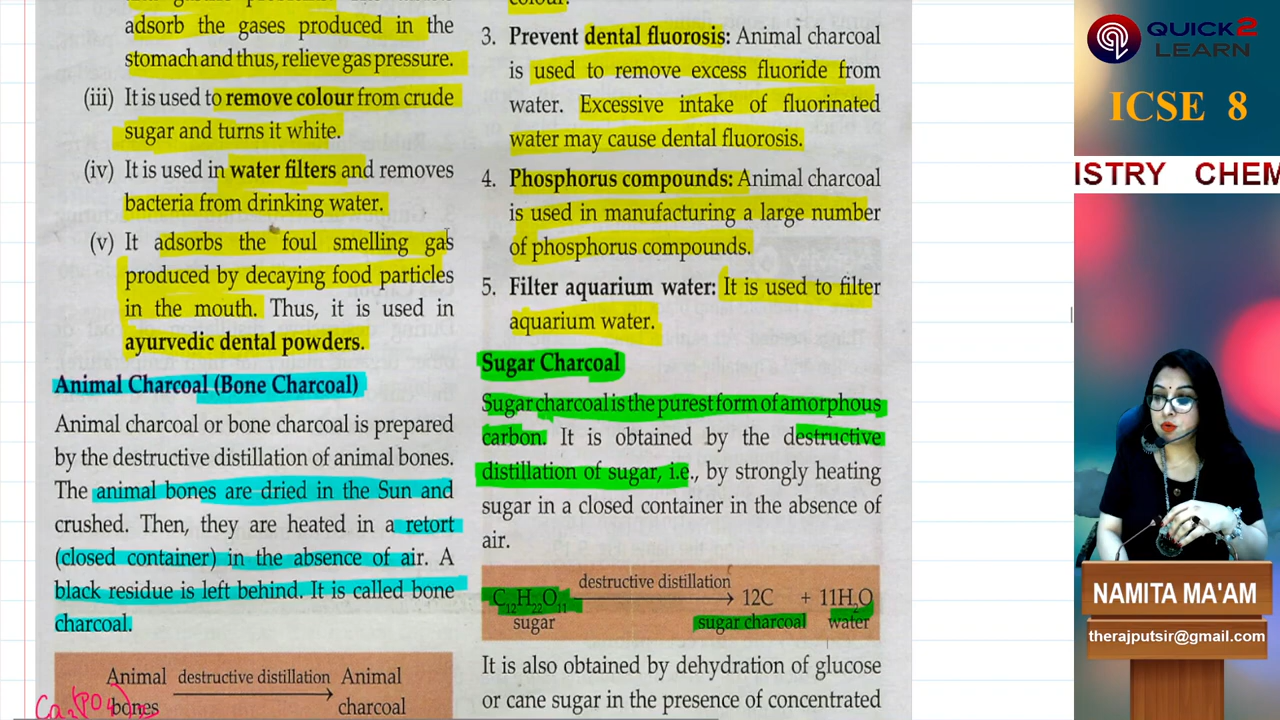 adsorb the gases produced in the
stomach and thus, relieve gas pressure.
(iii) It is used to remove colour from crude
sugar and turns it white.
(iv) It is used in water filters and removes
bacteria from drinking water.
(v) It adsorbs the foul smelling gas
produced by decaying food particles
in the mouth. Thus, it is used in
ayurvedic dental powders.
Animal Charcoal (Bone Charcoal)
Animal charcoal or bone charcoal is prepared
by the destructive distillation of animal bones.
The animal bones are dried in the Sun and
crushed. Then, they are heated in a retort
(closed container) in the absence of air. A
black residue is left behind. It is called bone
charcoal.
Animal destructive distillation Animal
bones charcoal
Ca3(PO4)2
colour.
3. Prevent dental fluorosis: Animal charcoal
is used to remove excess fluoride from
water. Excessive intake of fluorinated
water may cause dental fluorosis.
4. Phosphorus compounds: Animal charcoal
is used in manufacturing a large number
of phosphorus compounds.
5. Filter aquarium water: It is used to filter
aquarium water.
Sugar Charcoal
Sugar charcoal is the purest form of amorphous
carbon. It is obtained by the destructive
distillation of sugar, i.e., by strongly heating
sugar in a closed container in the absence of
air.
destructive distillation
C12H22O11 ⟶ 12C + 11H2O
sugar sugar charcoal water
It is also obtained by dehydration of glucose
or cane sugar in the presence of concentrated
QUICK2
LEARN
ICSE 8
ISTRY CHEM
NAMITA MA'AM
therajputsir@gmail.com